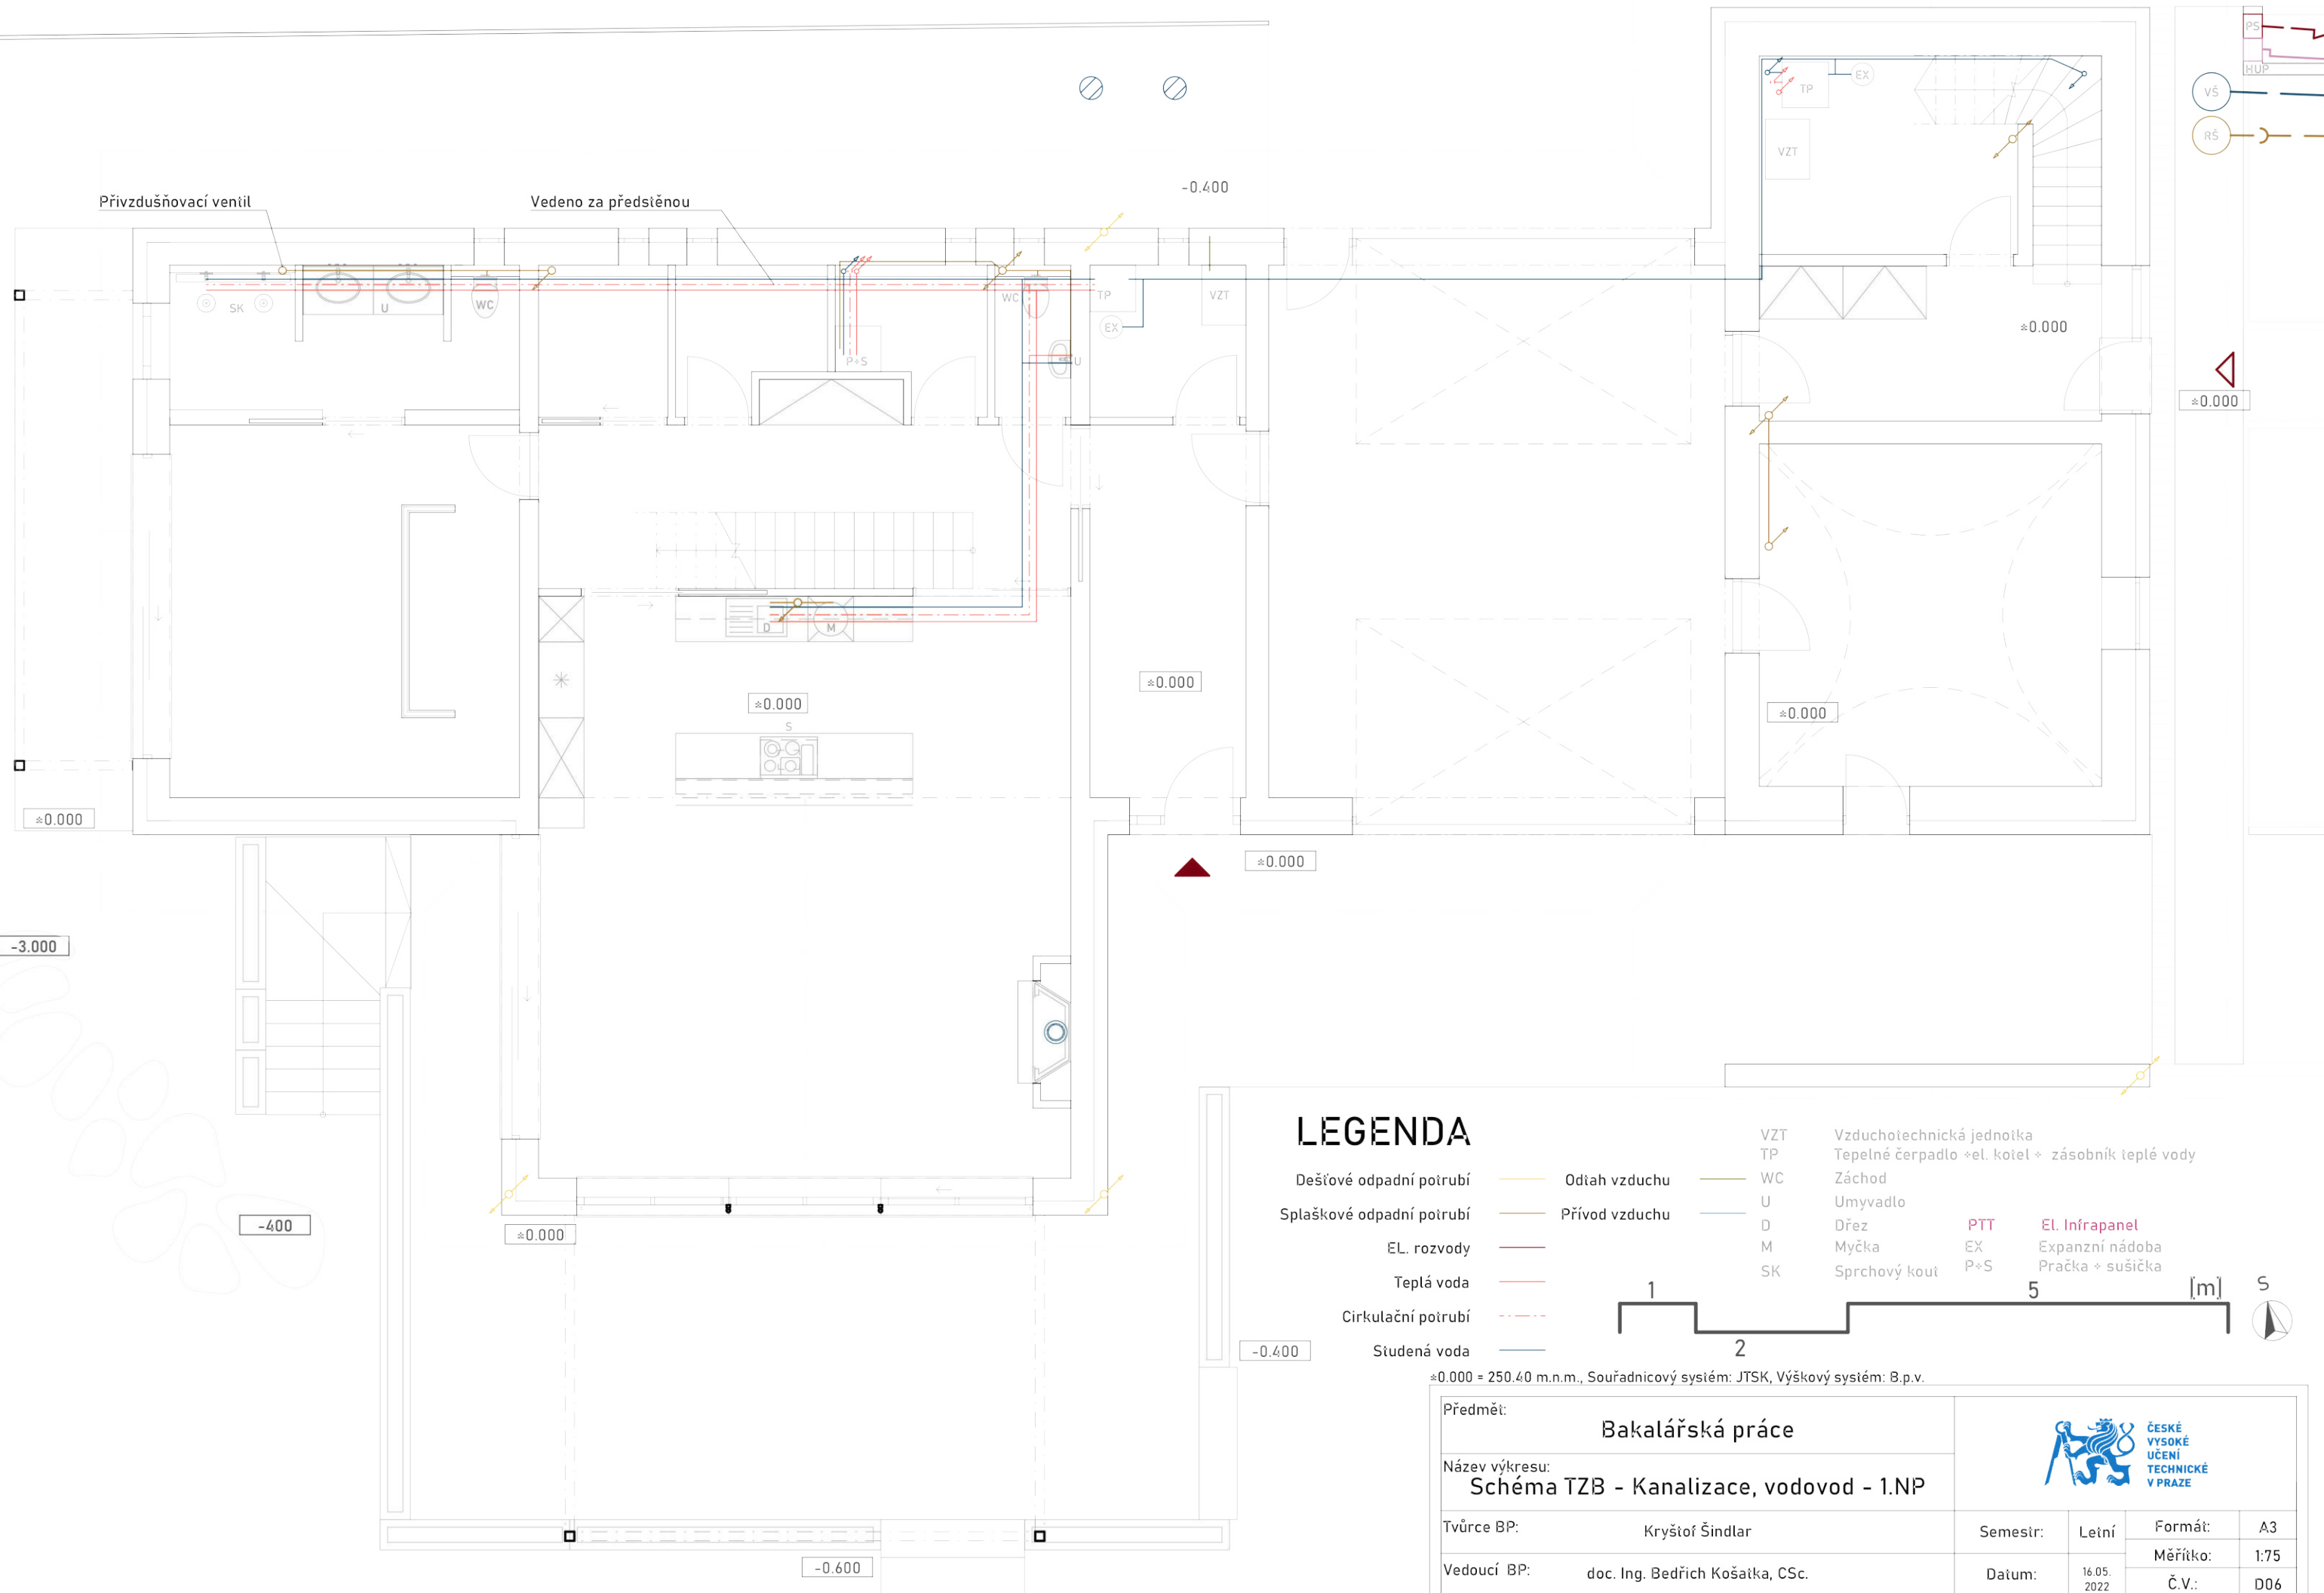 PS
HUP
VŠ
RŠ
TP
EX
VZT
-0.400
Přivzdušňovací ventil
Vedeno za předstěnou
SK
U
WC
WC
TP
VZT
EX
P+S
U
±0.000
±0.000
D
M
±0.000
±0.000
±0.000
S
±0.000
±0.000
-3.000
-400
±0.000
-0.400
-0.600
LEGENDA
Dešťové odpadní potrubí
Splaškové odpadní potrubí
EL. rozvody
Teplá voda
Cirkulační potrubí
Studená voda
Odtah vzduchu
Přívod vzduchu
VZT Vzduchotechnická jednotka
TP Tepelné čerpadlo +el. kotel + zásobník teplé vody
WC Záchod
U Umyvadlo
D Dřez
M Myčka
SK Sprchový kout
PTT El. Infrapanel
EX Expanzní nádoba
P+S Pračka + sušička
1
2
5
[m]
S
±0.000 = 250.40 m.n.m., Souřadnicový systém: JTSK, Výškový systém: B.p.v.
Předmět:
Bakalářská práce
Název výkresu:
Schéma TZB - Kanalizace, vodovod - 1.NP
ČESKÉ
VYSOKÉ
UČENÍ
TECHNICKÉ
V PRAZE
Tvůrce BP: Kryštof Šindlar
Semestr: Letní
Formát: A3
Měřítko: 1:75
Vedoucí BP: doc. Ing. Bedřich Košatka, CSc.
Datum: 16.05.
2022
Č.V.: D06